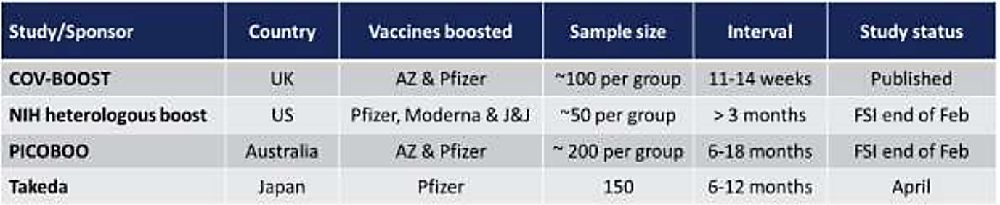 Study/Sponsor Country Vaccines boosted Sample size Interval Study status
COV-BOOST UK AZ & Pfizer ~100 per group 11-14 weeks Published
NIH heterologous boost US Pfizer, Moderna & J&J ~50 per group > 3 months FSI end of Feb
PICOBOO Australia AZ & Pfizer ~ 200 per group 6-18 months FSI end of Feb
Takeda Japan Pfizer 150 6-12 months April